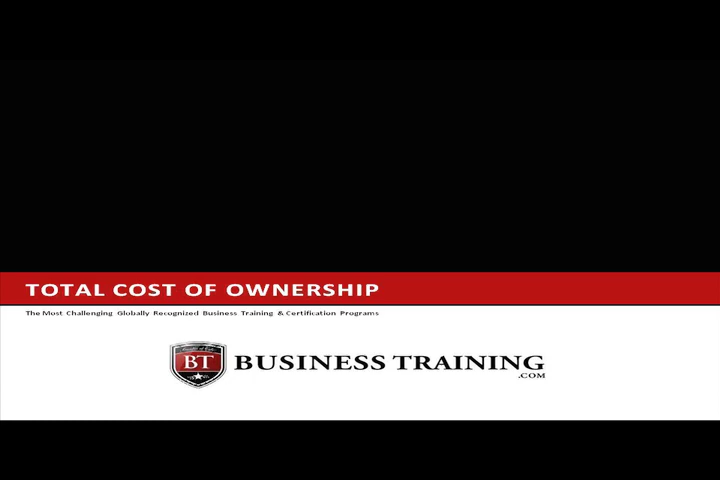 TOTAL COST OF OWNERSHIP
The Most Challenging Globally Recognized Business Training & Certification Programs
BT BUSINESS TRAINING
.COM